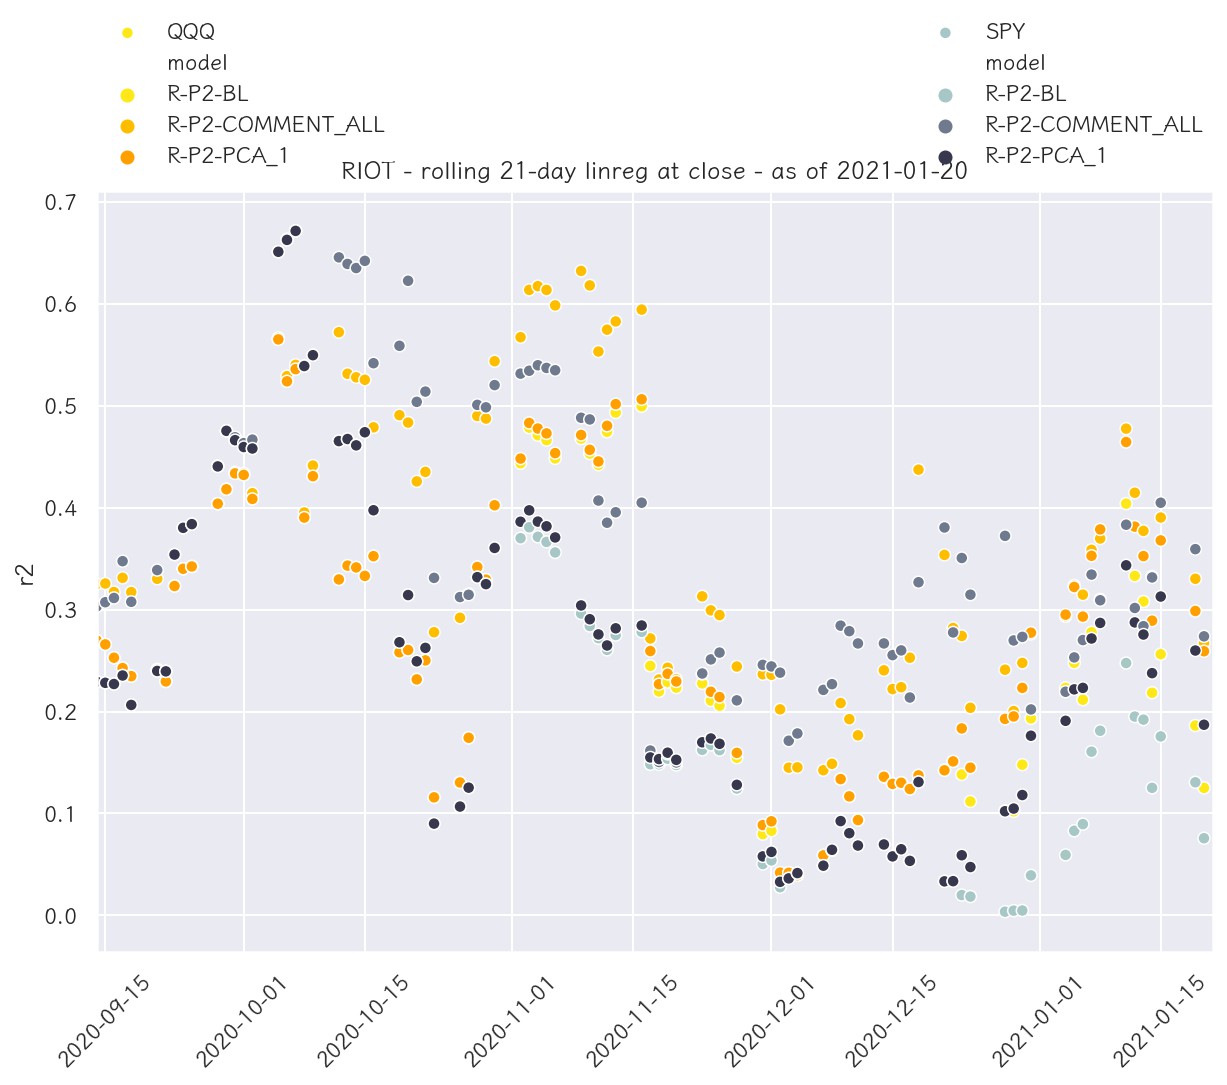 QQQ
model
R-P2-BL
R-P2-COMMENT_ALL
R-P2-PCA_1
SPY
model
R-P2-BL
R-P2-COMMENT_ALL
R-P2-PCA_1
RIOT - rolling 21-day linreg at close - as of 2021-01-20
r2
0.7
0.6
0.5
0.4
0.3
0.2
0.1
0.0
2020-09-15
2020-10-01
2020-10-15
2020-11-01
2020-11-15
2020-12-01
2020-12-15
2021-01-01
2021-01-15